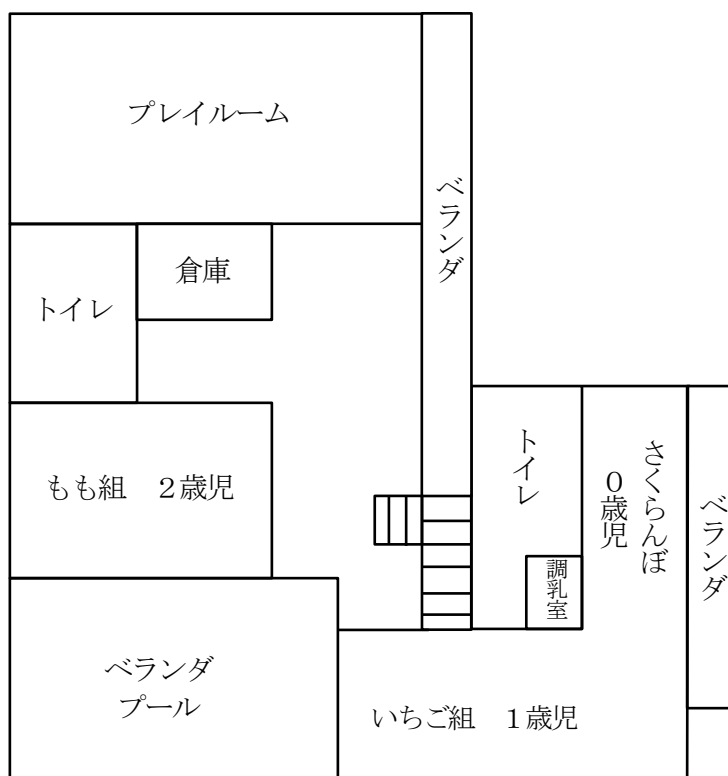 プレイルーム
ベランダ
倉庫
トイレ
もも組　２歳児
トイレ
さくらんぼ
０歳児
ベランダ
調乳室
ベランダ
プール
いちご組　１歳児